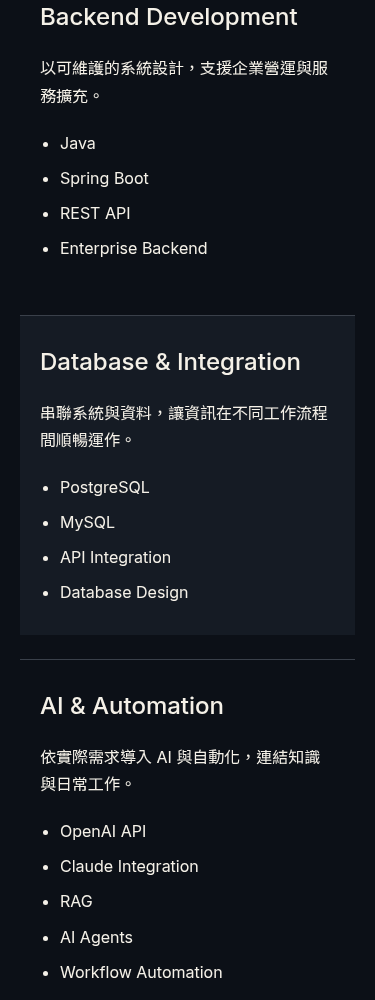 Backend Development
以可維護的系統設計，支援企業營運與服
務擴充。
Java
Spring Boot
REST API
Enterprise Backend
Database & Integration
串聯系統與資料，讓資訊在不同工作流程
間順暢運作。
PostgreSQL
MySQL
API Integration
Database Design
AI & Automation
依實際需求導入 AI 與自動化，連結知識
與日常工作。
OpenAI API
Claude Integration
RAG
AI Agents
Workflow Automation